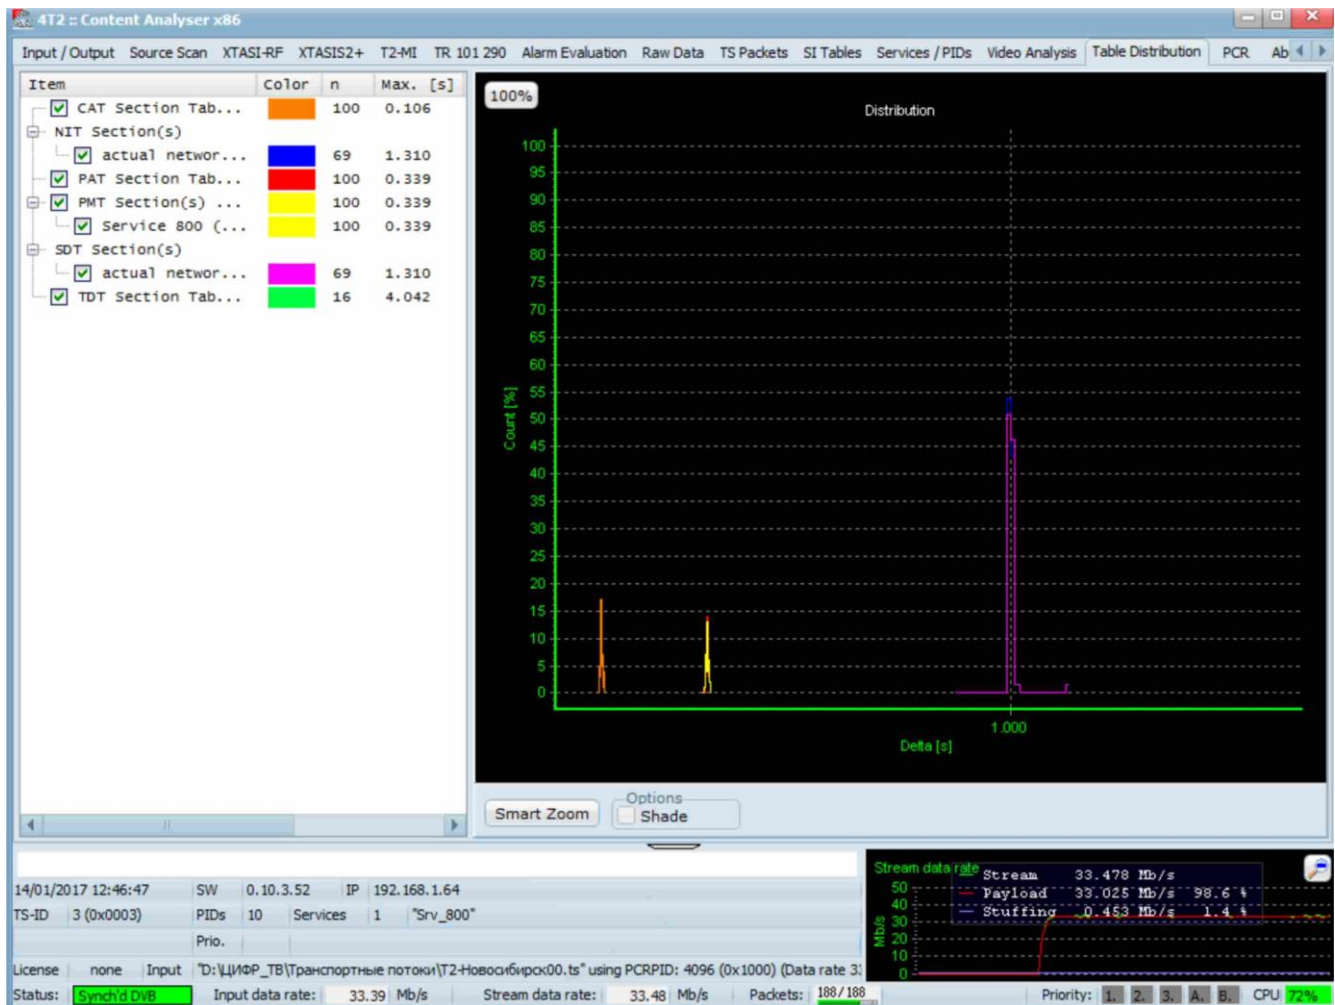 4T2 :: Content Analyser x86
Input / Output Source Scan XTASI-RF XTASIS2+ T2-MI TR 101 290 Alarm Evaluation Raw Data TS Packets SI Tables Services / PIDs Video Analysis Table Distribution PCR Ab
Item Color n Max. [s]
CAT Section Tab... 100 0.106
NIT Section(s)
actual networ... 69 1.310
PAT Section Tab... 100 0.339
PMT Section(s) ... 100 0.339
Service 800 (... 100 0.339
SDT Section(s)
actual networ... 69 1.310
TDT Section Tab... 16 4.042
100%
Distribution
100
95
90
85
80
75
70
65
60
55
50
45
40
35
30
25
20
15
10
5
0
Count [%]
1.000
Delta [s]
Smart Zoom
Options
Shade
14/01/2017 12:46:47 SW 0.10.3.52 IP 192.168.1.64
TS-ID 3 (0x0003) PIDs 10 Services 1 "Srv_800"
Prio.
License none Input "D:\ЦИФР_ТВ\Транспортные потоки\Т2-Новосибирск00.ts" using PCRPID: 4096 (0x1000) (Data rate 33
Stream data rate
Stream 33.478 Mb/s
Payload 33.025 Mb/s 98.6 %
Stuffing 0.453 Mb/s 1.4 %
50
40
30
20
10
0
Mb/s
Status: Synch'd DVB Input data rate: 33.39 Mb/s Stream data rate: 33.48 Mb/s Packets: 188/188 Priority: 1. 2. 3. A. B. CPU 72%